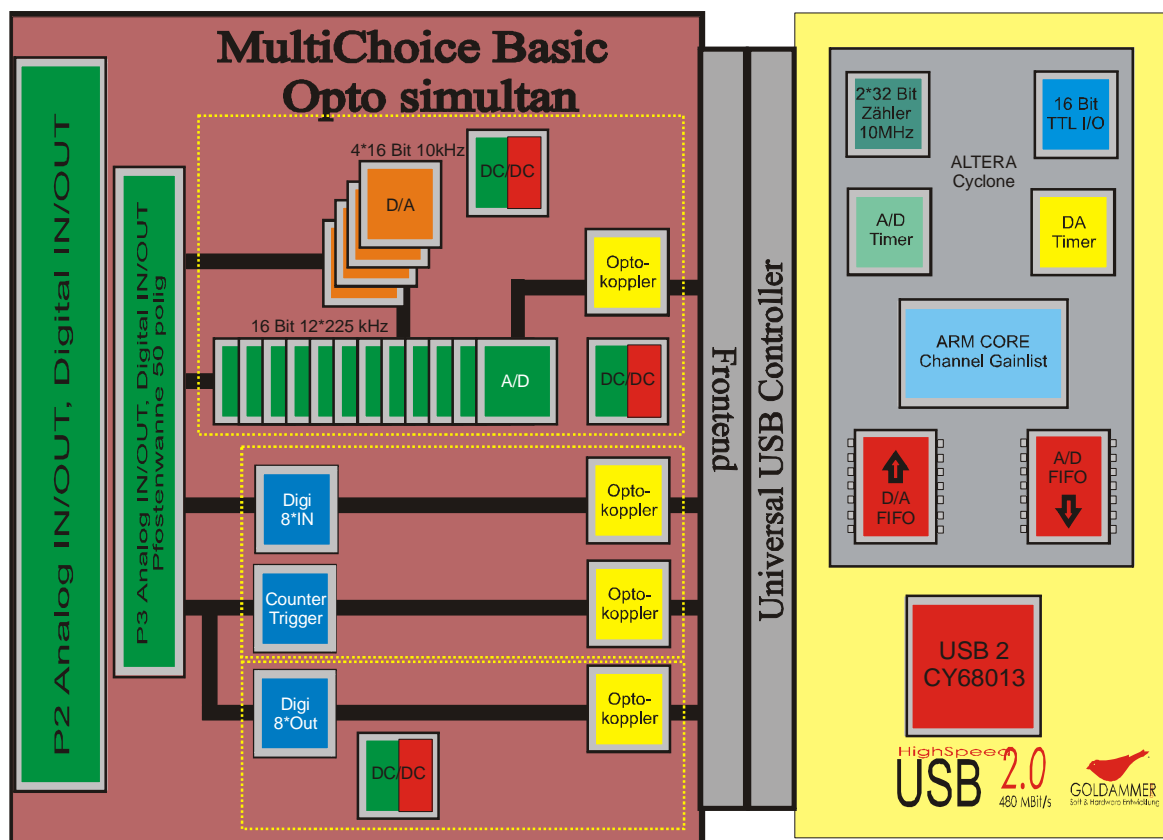 MultiChoice Basic
Opto simultan
P2 Analog IN/OUT, Digital IN/OUT
P3 Analog IN/OUT, Digital IN/OUT
Pfostenwanne 50 polig
4*16 Bit 10kHz
D/A
DC/DC
Opto-
koppler
16 Bit 12*225 kHz
A/D
DC/DC
Digi
8*IN
Opto-
koppler
Counter
Trigger
Opto-
koppler
Digi
8*Out
Opto-
koppler
DC/DC
Frontend
Universal USB Controller
2*32 Bit
Zähler
10MHz
16 Bit
TTL I/O
ALTERA
Cyclone
A/D
Timer
DA
Timer
ARM CORE
Channel Gainlist
D/A
FIFO
A/D
FIFO
USB 2
CY68013
HighSpeed
USB 2.0
480 MBit/s
GOLDAMMER
Soft & Hardware Entwicklung